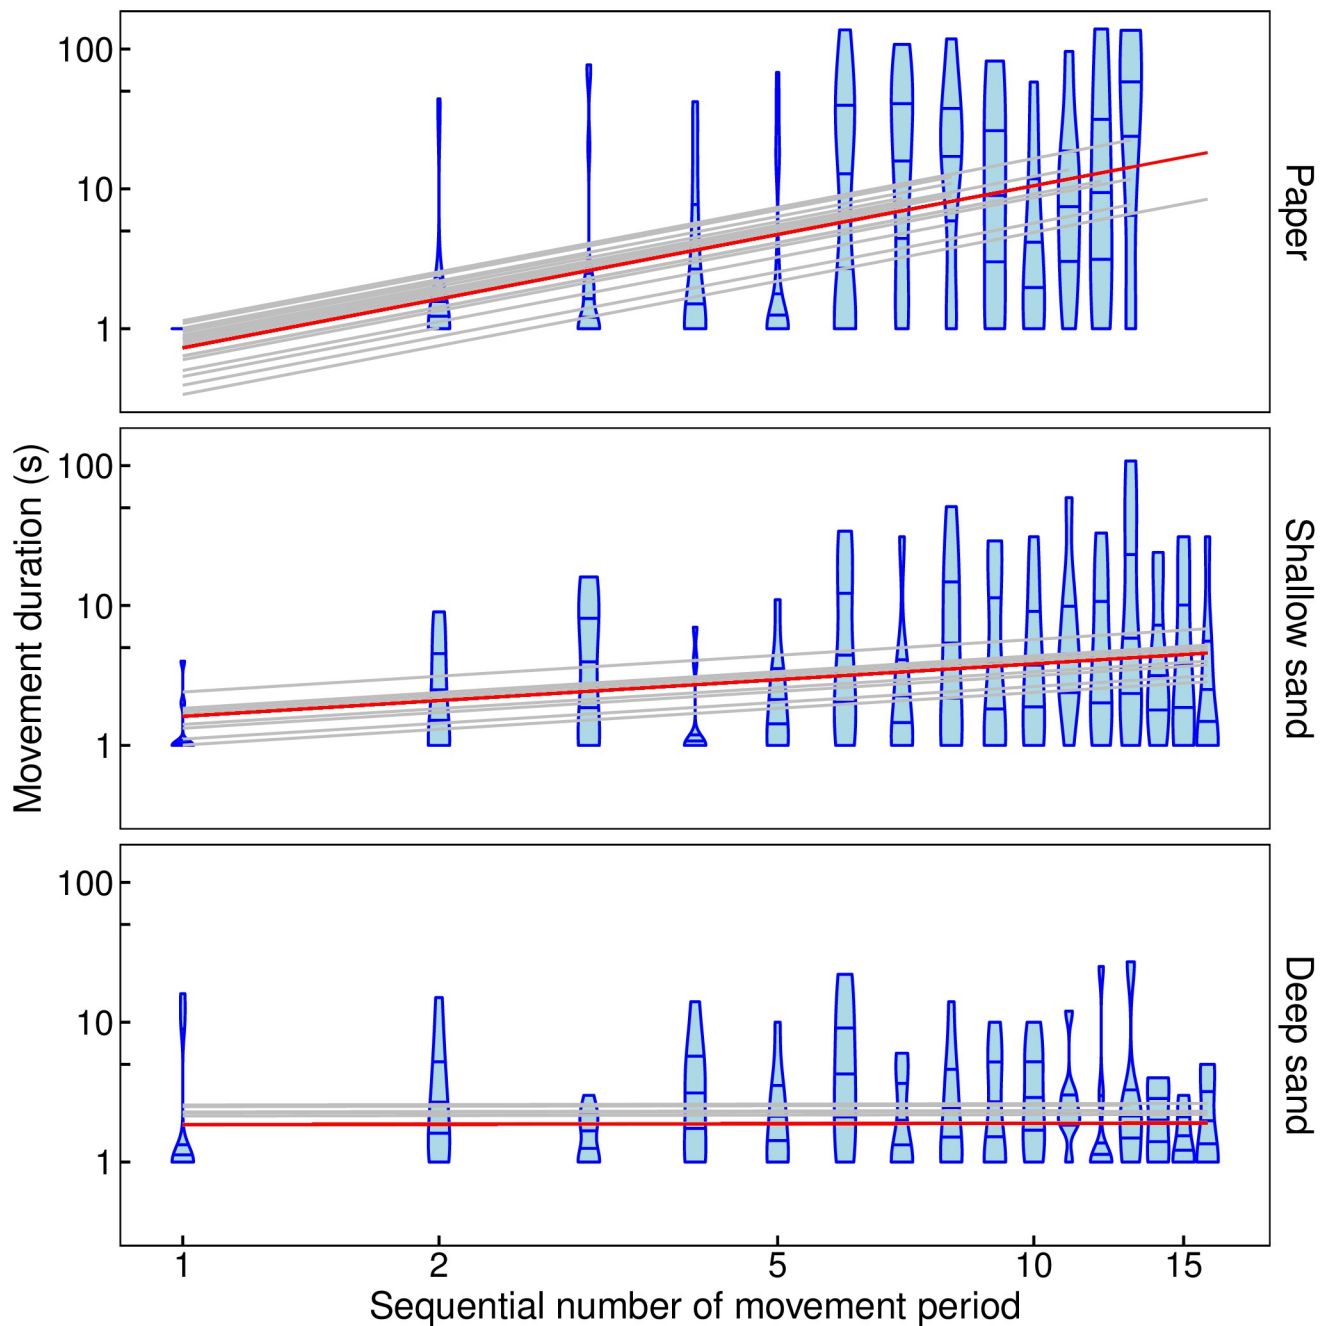 100
10
1
Paper
Movement duration (s)
100
10
1
Shallow sand
100
10
1
Deep sand
1 2 5 10 15
Sequential number of movement period